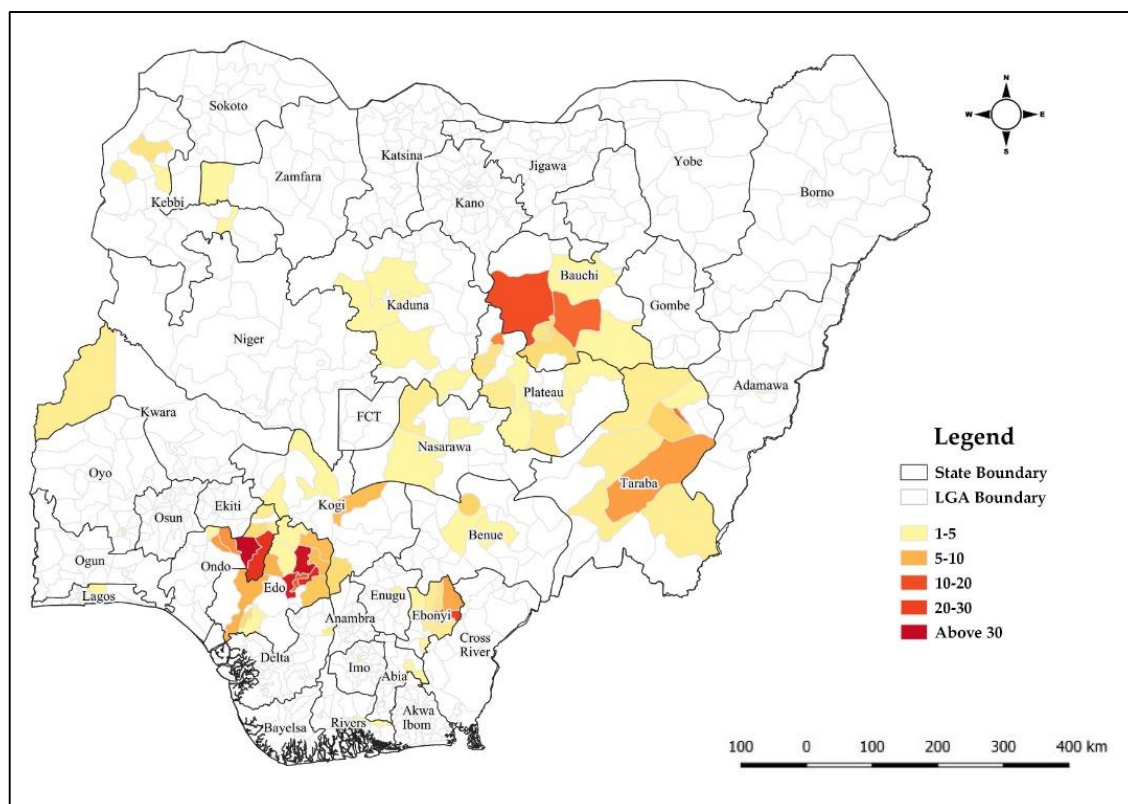 N
W E
S
Sokoto
Katsina
Jigawa
Yobe
Zamfara
Borno
Kebbi
Kano
Bauchi
Kaduna
Gombe
Niger
Plateau
Adamawa
FCT
Kwara
Nasarawa
Oyo
Taraba
Ekiti
Kogi
Osun
Benue
Ogun
Ondo
Edo
Lagos
Enugu
Ebonyi
Anambra
Cross
River
Delta
Imo
Abia
Akwa
Ibom
Bayelsa
Rivers
Legend
State Boundary
LGA Boundary
1-5
5-10
10-20
20-30
Above 30
100 0 100 200 300 400 km